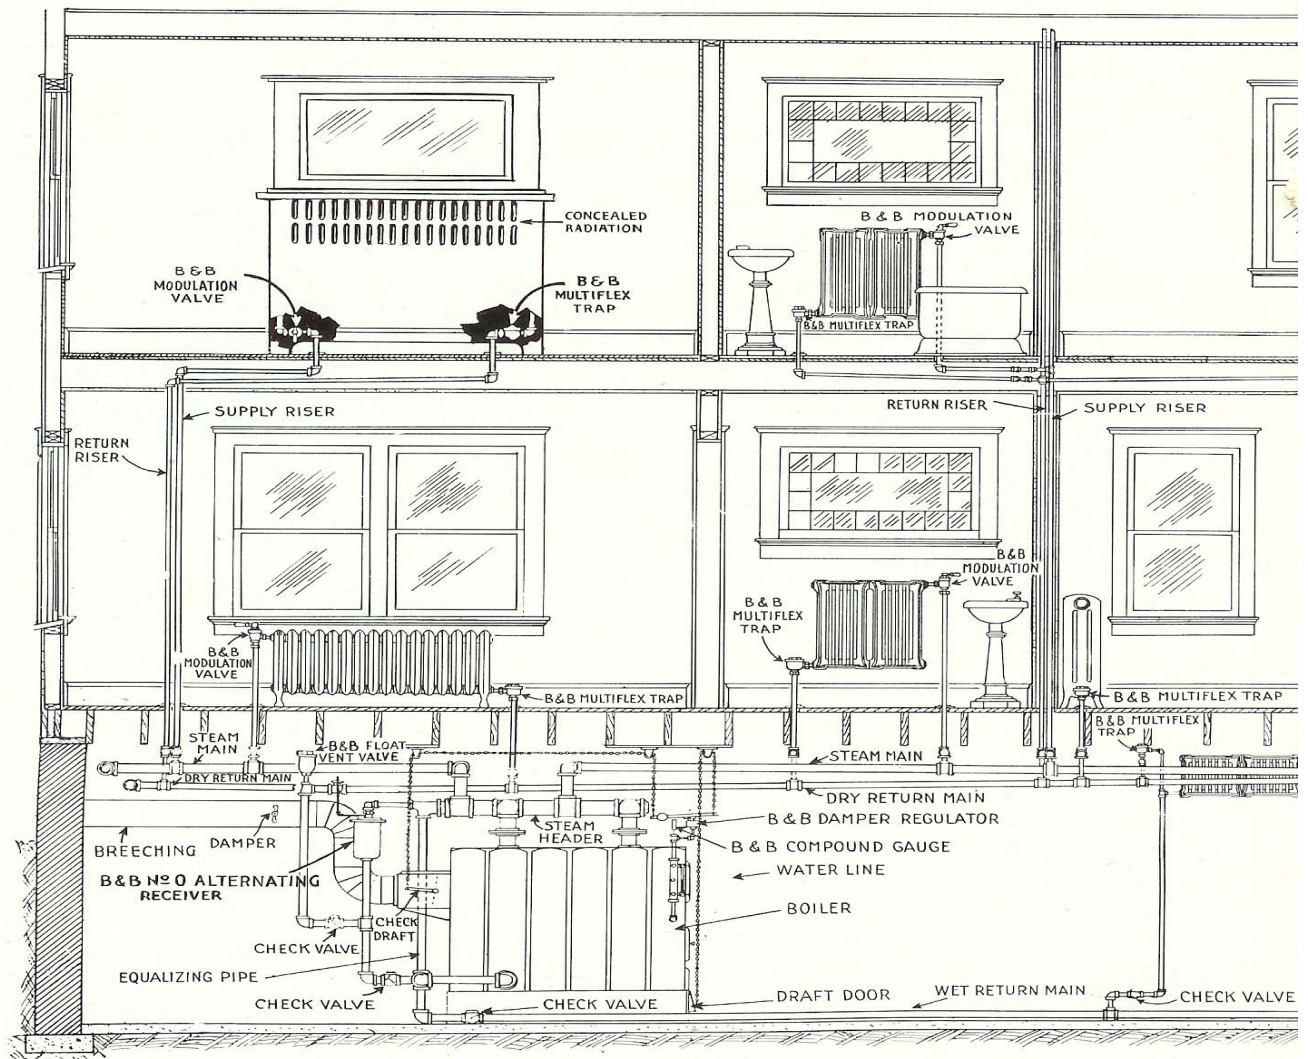 CONCEALED
RADIATION
B & B MODULATION
VALVE
B & B
MODULATION
VALVE
B & B
MULTIFLEX
TRAP
B&B MULTIFLEX TRAP
SUPPLY RISER
RETURN RISER
SUPPLY RISER
RETURN
RISER
B & B
MODULATION
VALVE
B & B
MULTIFLEX
TRAP
B&B
MODULATION
VALVE
B&B MULTIFLEX TRAP
B & B MULTIFLEX TRAP
B&B MULTIFLEX
TRAP
STEAM
MAIN
B&B FLOAT
VENT VALVE
STEAM MAIN
DRY RETURN MAIN
DRY RETURN MAIN
B & B DAMPER REGULATOR
BREECHING
DAMPER
STEAM
HEADER
B & B COMPOUND GAUGE
WATER LINE
B&B Nº 0 ALTERNATING
RECEIVER
BOILER
CHECK
DRAFT
CHECK VALVE
EQUALIZING PIPE
CHECK VALVE
CHECK VALVE
DRAFT DOOR
WET RETURN MAIN
CHECK VALVE